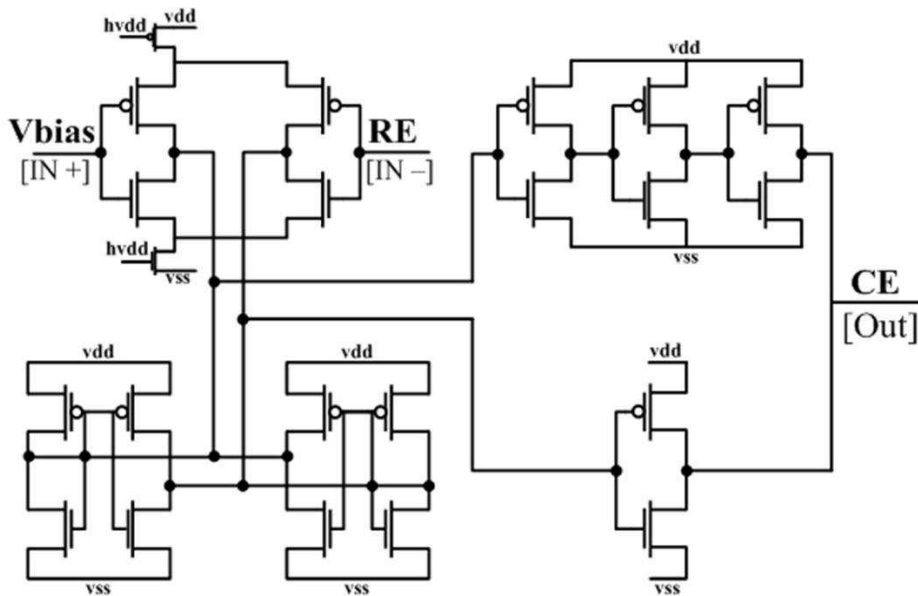 vdd
hvdd
Vbias
[IN +]
RE
[IN –]
hvdd
vss
vdd
vss
CE
[Out]
vdd
vdd
vdd
vss
vss
vss